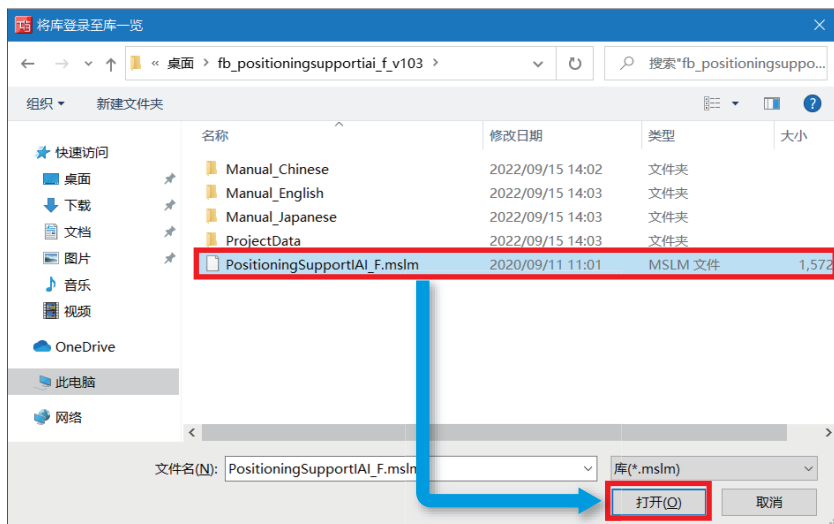 将库登录至库一览
« 桌面 > fb_positioningsupportiai_f_v103 >
搜索"fb_positioningsuppo...
组织 新建文件夹
名称 修改日期 类型 大小
快速访问
桌面
下载
文档
图片
音乐
视频
OneDrive
此电脑
网络
Manual_Chinese 2022/09/15 14:02 文件夹
Manual_English 2022/09/15 14:03 文件夹
Manual_Japanese 2022/09/15 14:03 文件夹
ProjectData 2022/09/15 14:03 文件夹
PositioningSupportIAI_F.mslm 2020/09/11 11:01 MSLM 文件 1,572
文件名(N): PositioningSupportIAI_F.mslm 库(*.mslm)
打开(O) 取消